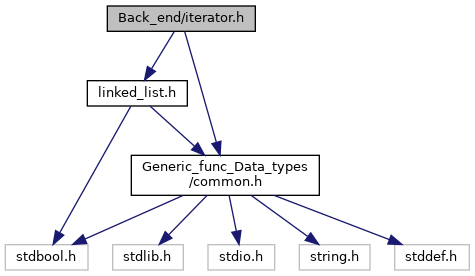 Back_end/iterator.h
linked_list.h
Generic_func_Data_types
/common.h
stdbool.h
stdlib.h
stdio.h
string.h
stddef.h